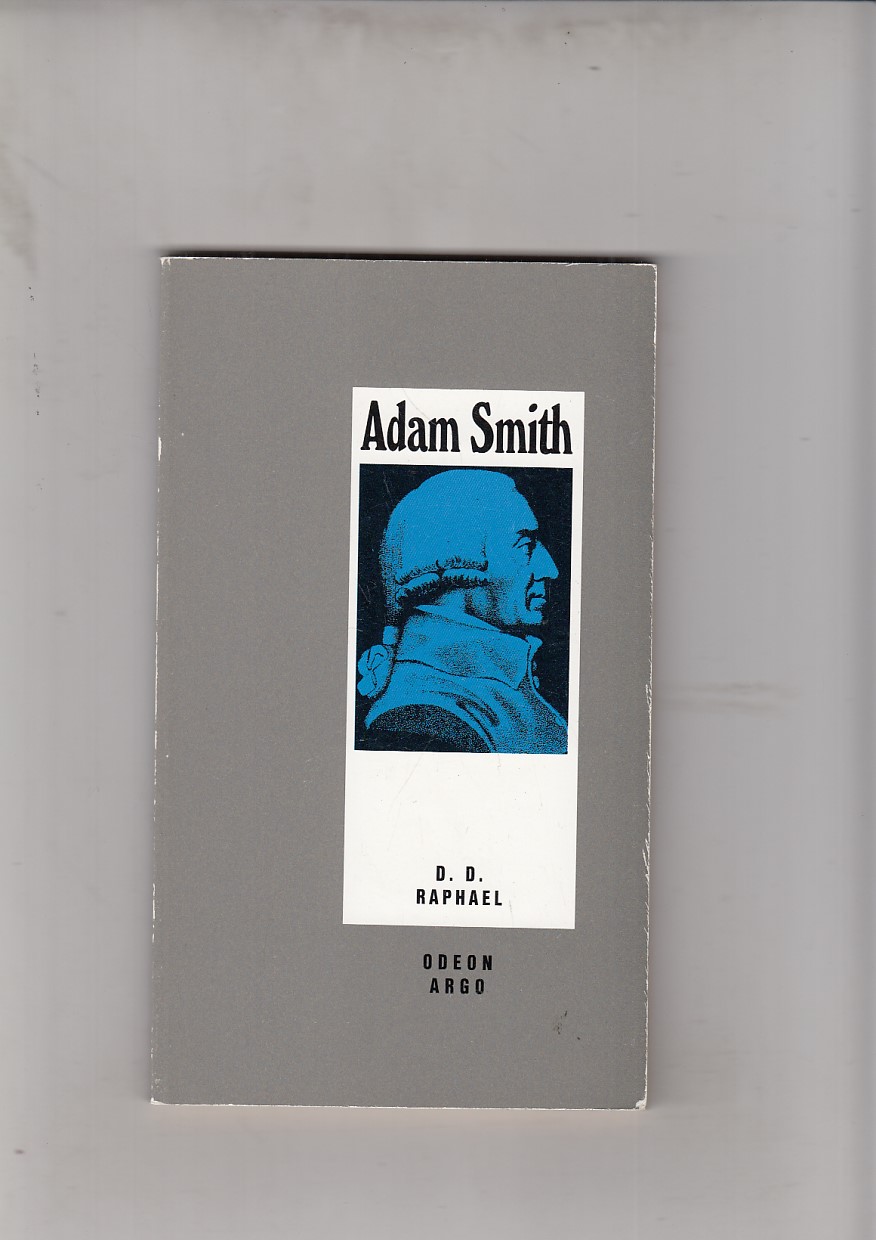 Adam Smith
D. D.
RAPHAEL
ODEON
ARGO